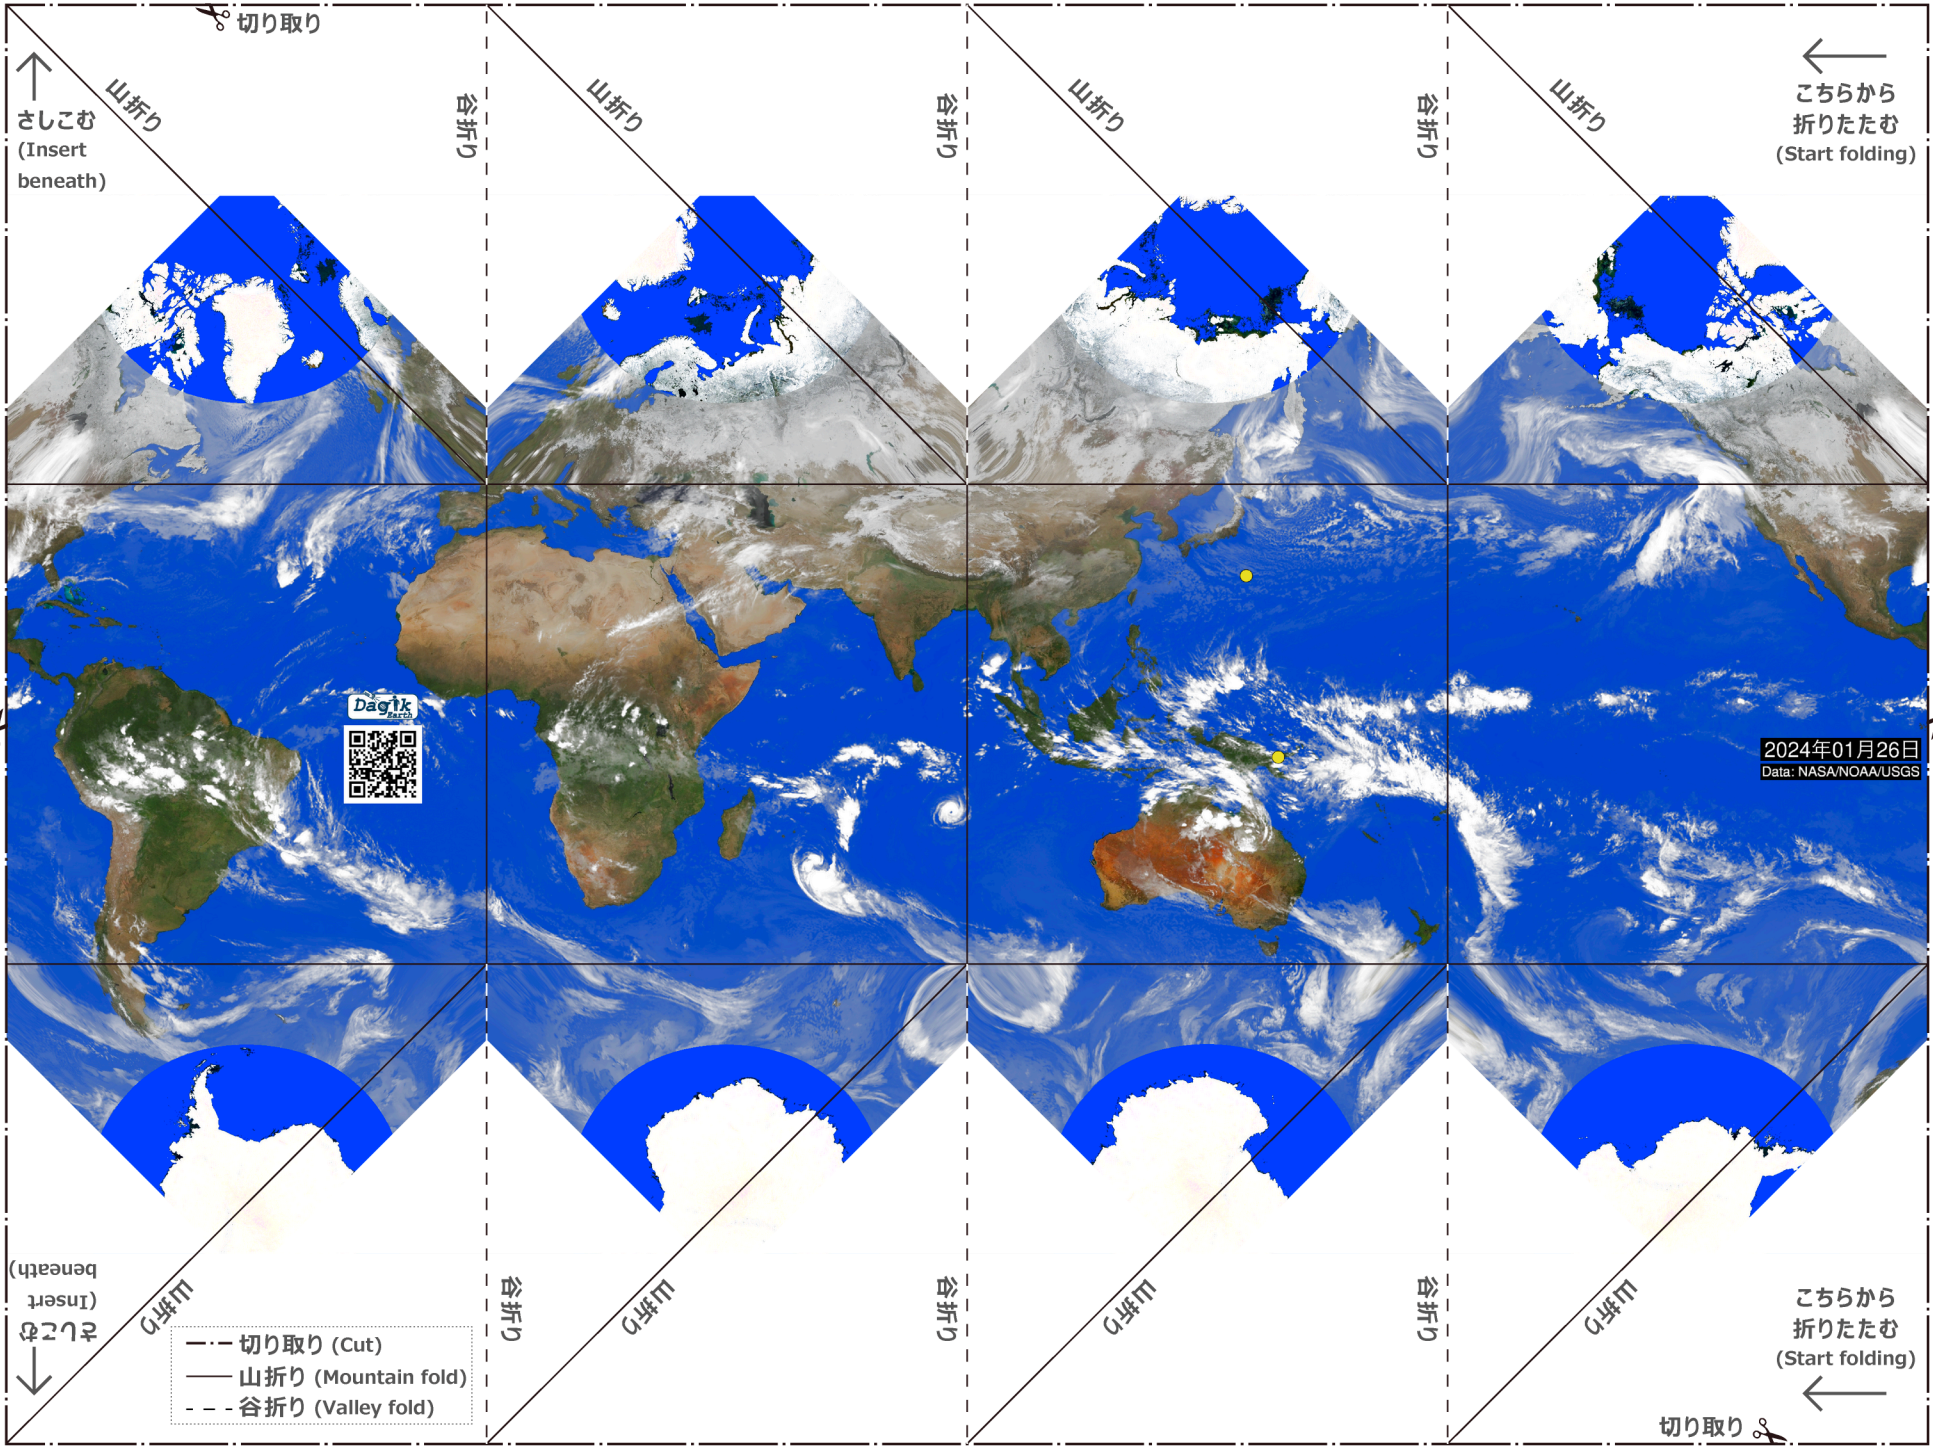 切り取り
山折り
谷折り
山折り
谷折り
山折り
谷折り
山折り
さしこむ
(Insert
beneath)
こちらから
折りたたむ
(Start folding)
Dagik
Earth
2024年01月26日
Data: NASA/NOAA/USGS
さしこむ
(Insert
beneath)
山折り
谷折り
山折り
谷折り
山折り
谷折り
山折り
こちらから
折りたたむ
(Start folding)
切り取り (Cut)
山折り (Mountain fold)
谷折り (Valley fold)
切り取り